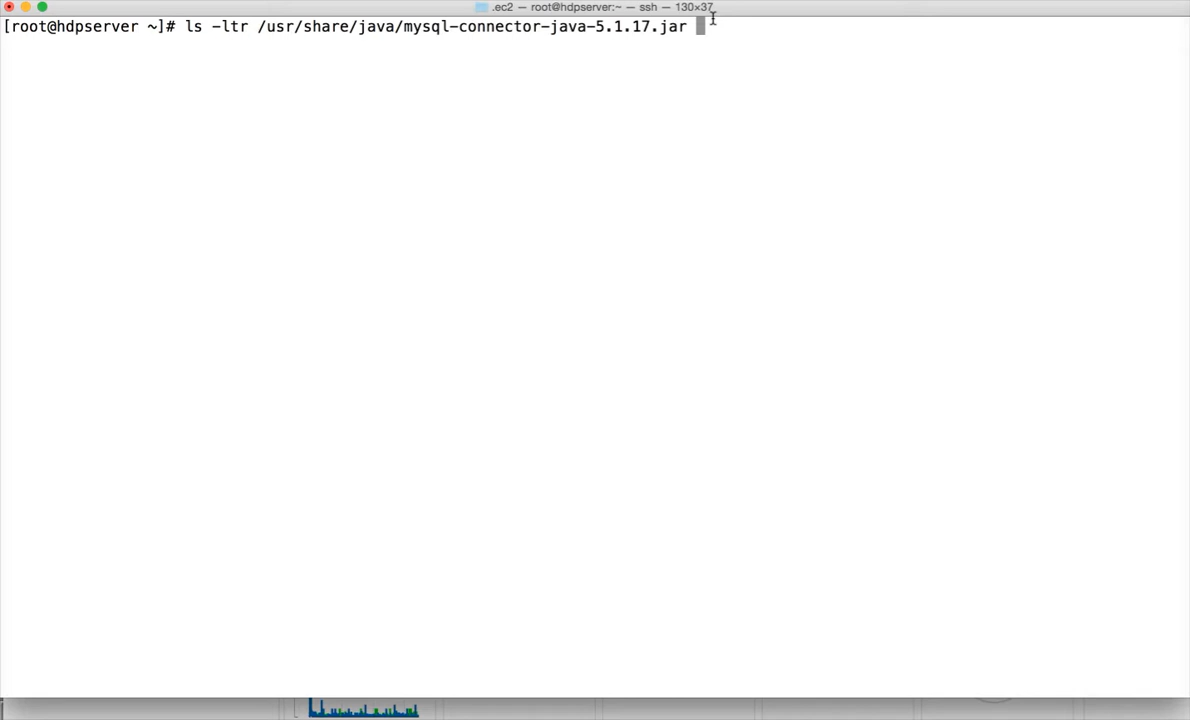 .ec2 — root@hdpserver:~ — ssh — 130×37
[root@hdpserver ~]# ls -ltr /usr/share/java/mysql-connector-java-5.1.17.jar